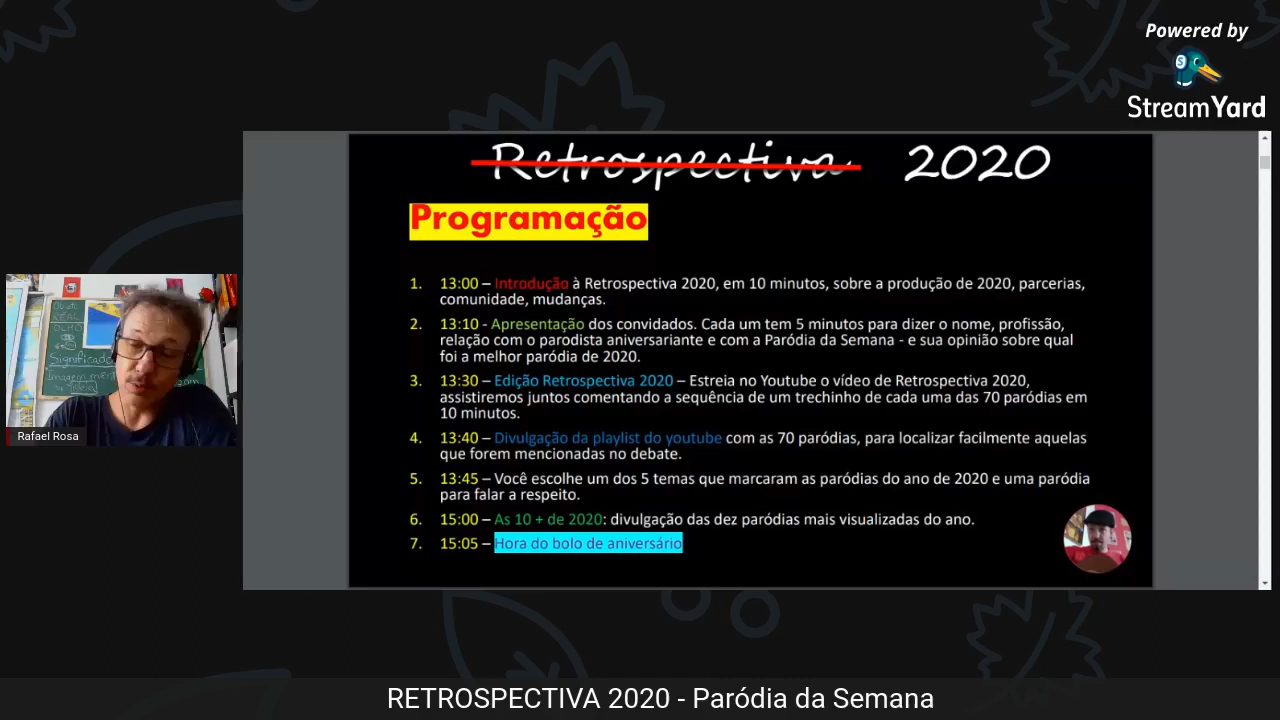 Powered by
StreamYard
Retrospectiva 2020
Programação
1. 13:00 – Introdução à Retrospectiva 2020, em 10 minutos, sobre a produção de 2020, parcerias,
comunidade, mudanças.
2. 13:10 - Apresentação dos convidados. Cada um tem 5 minutos para dizer o nome, profissão,
relação com o parodista aniversariante e com a Paródia da Semana - e sua opinião sobre qual
foi a melhor paródia de 2020.
3. 13:30 – Edição Retrospectiva 2020 – Estreia no Youtube o vídeo de Retrospectiva 2020,
assistiremos juntos comentando a sequência de um trechinho de cada uma das 70 paródias em
10 minutos.
4. 13:40 – Divulgação da playlist do youtube com as 70 paródias, para localizar facilmente aquelas
que forem mencionadas no debate.
5. 13:45 – Você escolhe um dos 5 temas que marcaram as paródias do ano de 2020 e uma paródia
para falar a respeito.
6. 15:00 – As 10 + de 2020: divulgação das dez paródias mais visualizadas do ano.
7. 15:05 – Hora do bolo de aniversário
REAL
OLHO
Significado
Rafael Rosa
RETROSPECTIVA 2020 - Paródia da Semana